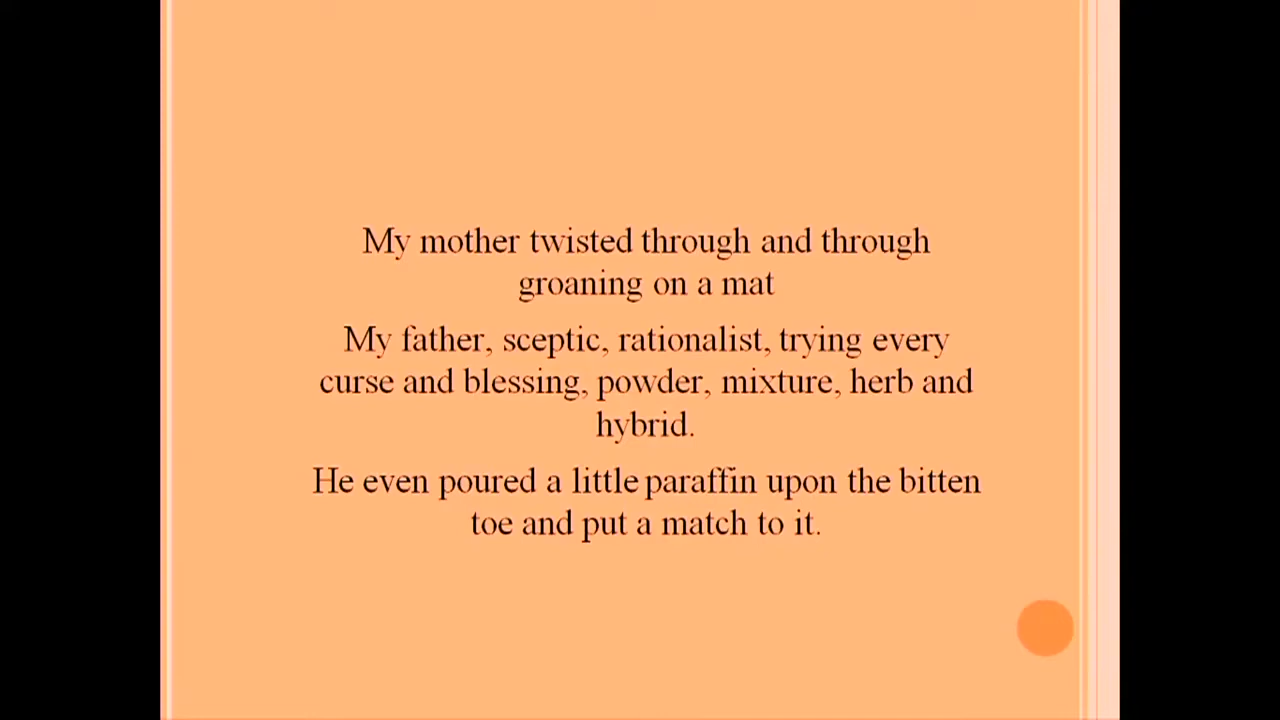 My mother twisted through and through
groaning on a mat
My father, sceptic, rationalist, trying every
curse and blessing, powder, mixture, herb and
hybrid.
He even poured a little paraffin upon the bitten
toe and put a match to it.